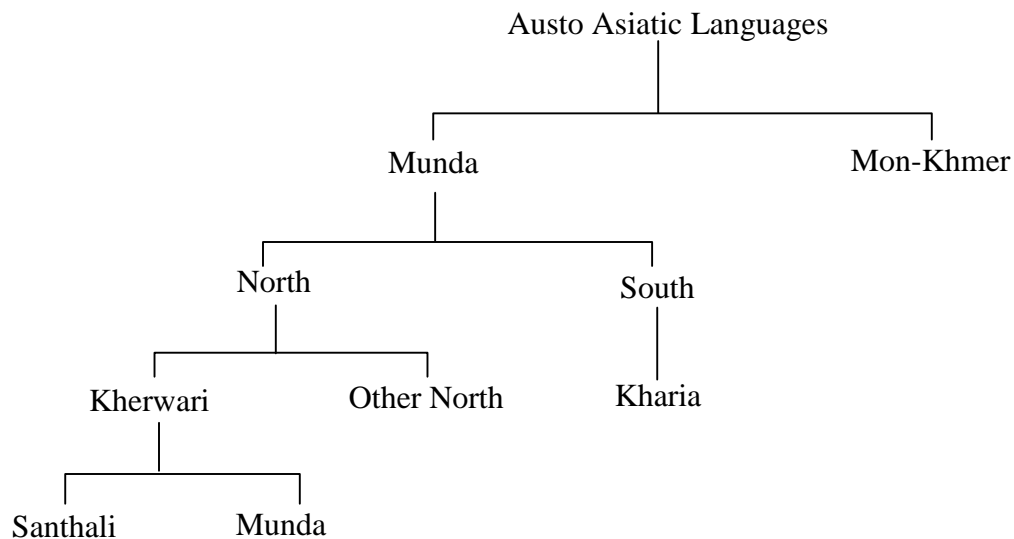 Austo Asiatic Languages
Munda Mon-Khmer
North South
Kherwari Other North Kharia
Santhali Munda